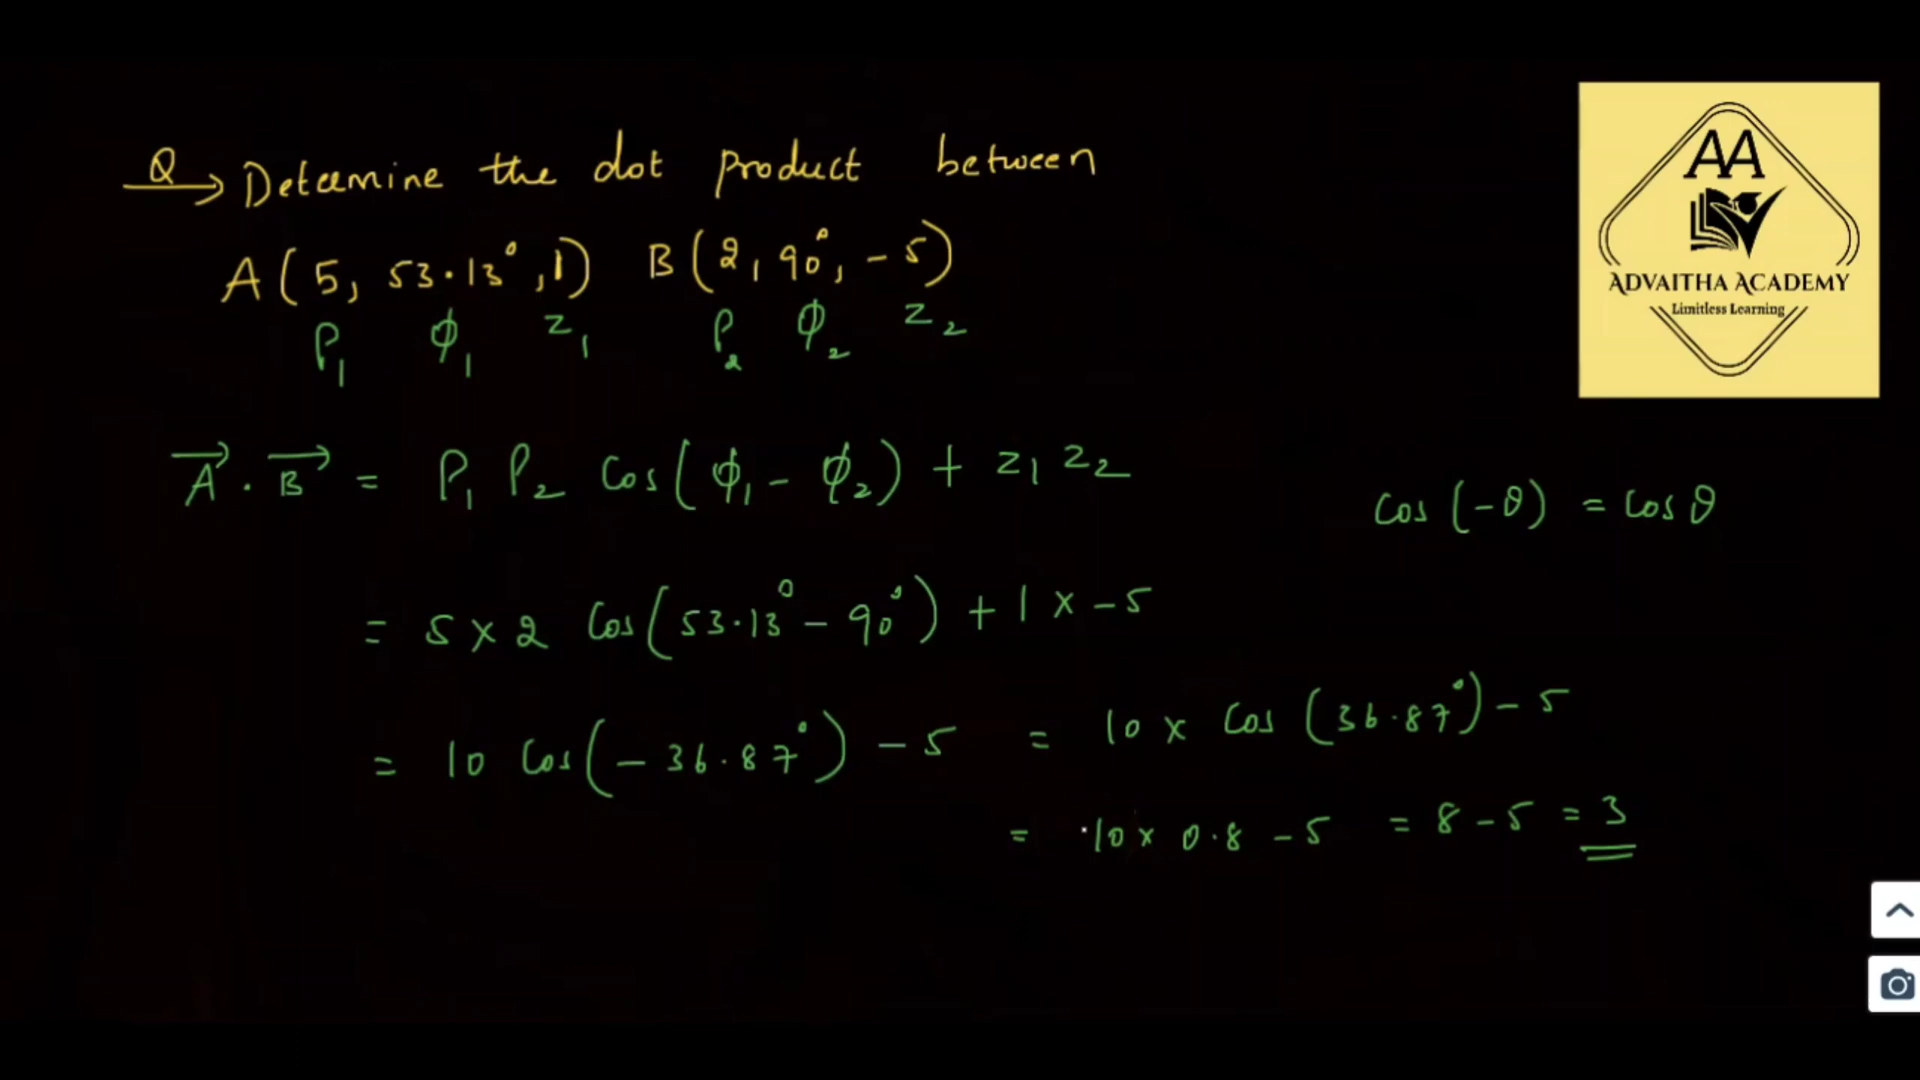 Q → Determine the dot product between
A(5, 53.13°, 1) B(2, 90°, -5)
ρ₁ ϕ₁ z₁ ρ₂ ϕ₂ z₂
A⃗ . B⃗ = ρ₁ ρ₂ Cos(ϕ₁ - ϕ₂) + z₁ z₂
Cos(-θ) = Cosθ
= 5 x 2 Cos(53.13° - 90°) + 1 x -5
= 10 Cos(-36.87°) - 5 = 10 x Cos(36.87°) - 5
= 10 x 0.8 - 5 = 8 - 5 = 3
AA
ADVAITHA ACADEMY
Limitless Learning